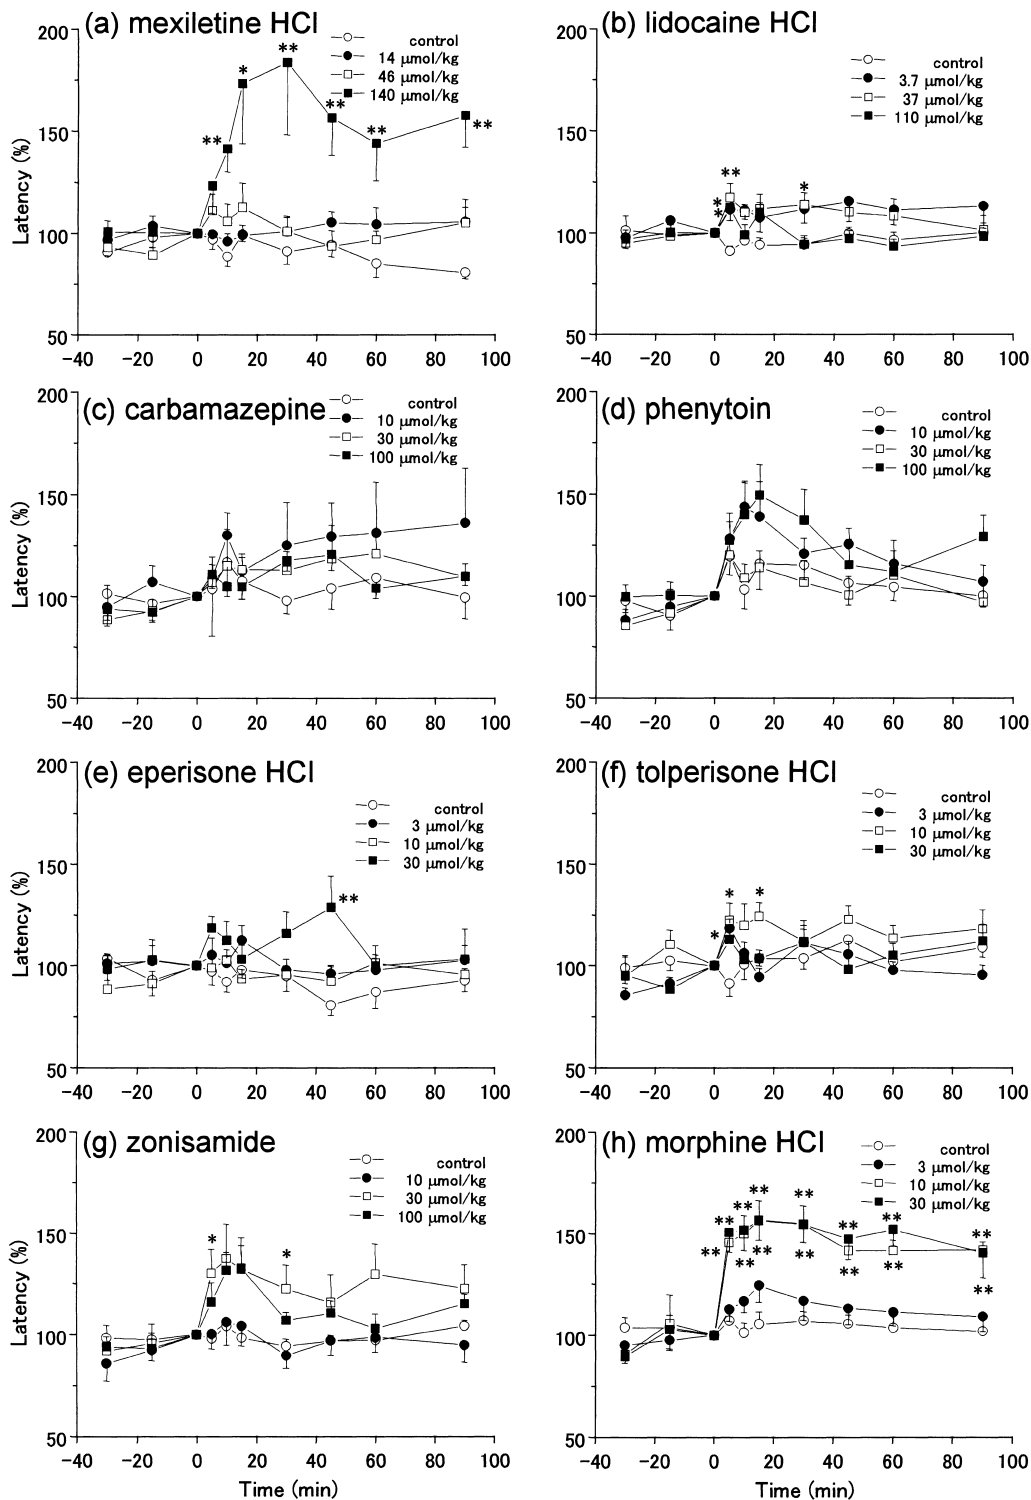 (a) mexiletine HCl
control
14 μmol/kg
46 μmol/kg
140 μmol/kg
** * ** ** ** **
Latency (%)
200
150
100
50
-40 -20 0 20 40 60 80 100
(b) lidocaine HCl
control
3.7 μmol/kg
37 μmol/kg
110 μmol/kg
* * ** *
200
150
100
50
-40 -20 0 20 40 60 80 100
(c) carbamazepine
control
10 μmol/kg
30 μmol/kg
100 μmol/kg
Latency (%)
200
150
100
50
-40 -20 0 20 40 60 80 100
(d) phenytoin
control
10 μmol/kg
30 μmol/kg
100 μmol/kg
200
150
100
50
-40 -20 0 20 40 60 80 100
(e) eperisone HCl
control
3 μmol/kg
10 μmol/kg
30 μmol/kg
**
Latency (%)
200
150
100
50
-40 -20 0 20 40 60 80 100
(f) tolperisone HCl
control
3 μmol/kg
10 μmol/kg
30 μmol/kg
* * *
200
150
100
50
-40 -20 0 20 40 60 80 100
(g) zonisamide
control
10 μmol/kg
30 μmol/kg
100 μmol/kg
* *
Latency (%)
200
150
100
50
-40 -20 0 20 40 60 80 100
Time (min)
(h) morphine HCl
control
3 μmol/kg
10 μmol/kg
30 μmol/kg
** ** ** ** ** ** **
** ** ** ** ** ** **
200
150
100
50
-40 -20 0 20 40 60 80 100
Time (min)